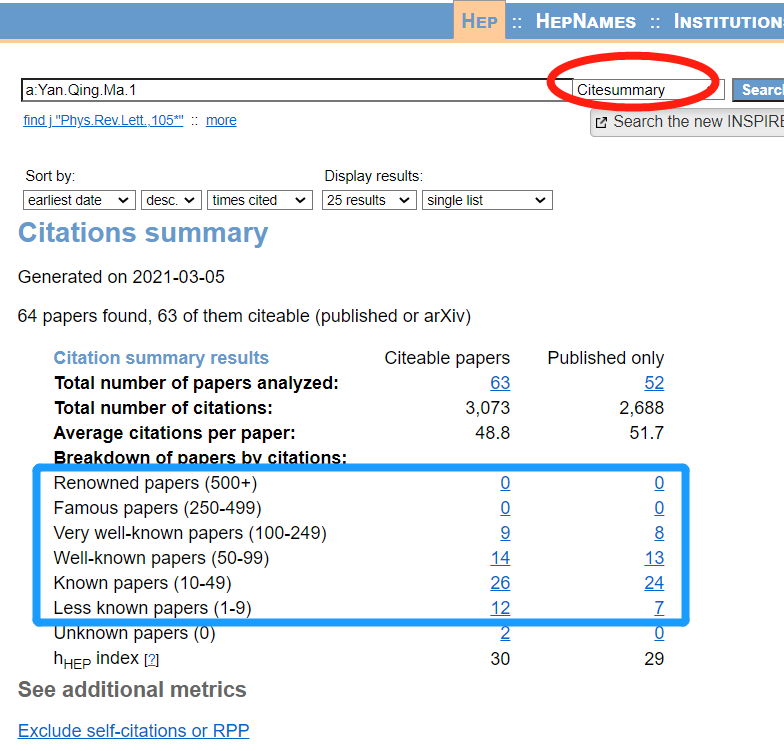 HEP :: HEPNAMES :: INSTITUTION
a:Yan.Qing.Ma.1 Citesummary Searc
find j "Phys.Rev.Lett.,105*" :: more
Search the new INSPIRE
Sort by: Display results:
earliest date desc. times cited 25 results single list
Citations summary
Generated on 2021-03-05
64 papers found, 63 of them citeable (published or arXiv)
Citation summary results Citeable papers Published only
Total number of papers analyzed: 63 52
Total number of citations: 3,073 2,688
Average citations per paper: 48.8 51.7
Breakdown of papers by citations:
Renowned papers (500+) 0 0
Famous papers (250-499) 0 0
Very well-known papers (100-249) 9 8
Well-known papers (50-99) 14 13
Known papers (10-49) 26 24
Less known papers (1-9) 12 7
Unknown papers (0) 2 0
hHEP index [?] 30 29
See additional metrics
Exclude self-citations or RPP